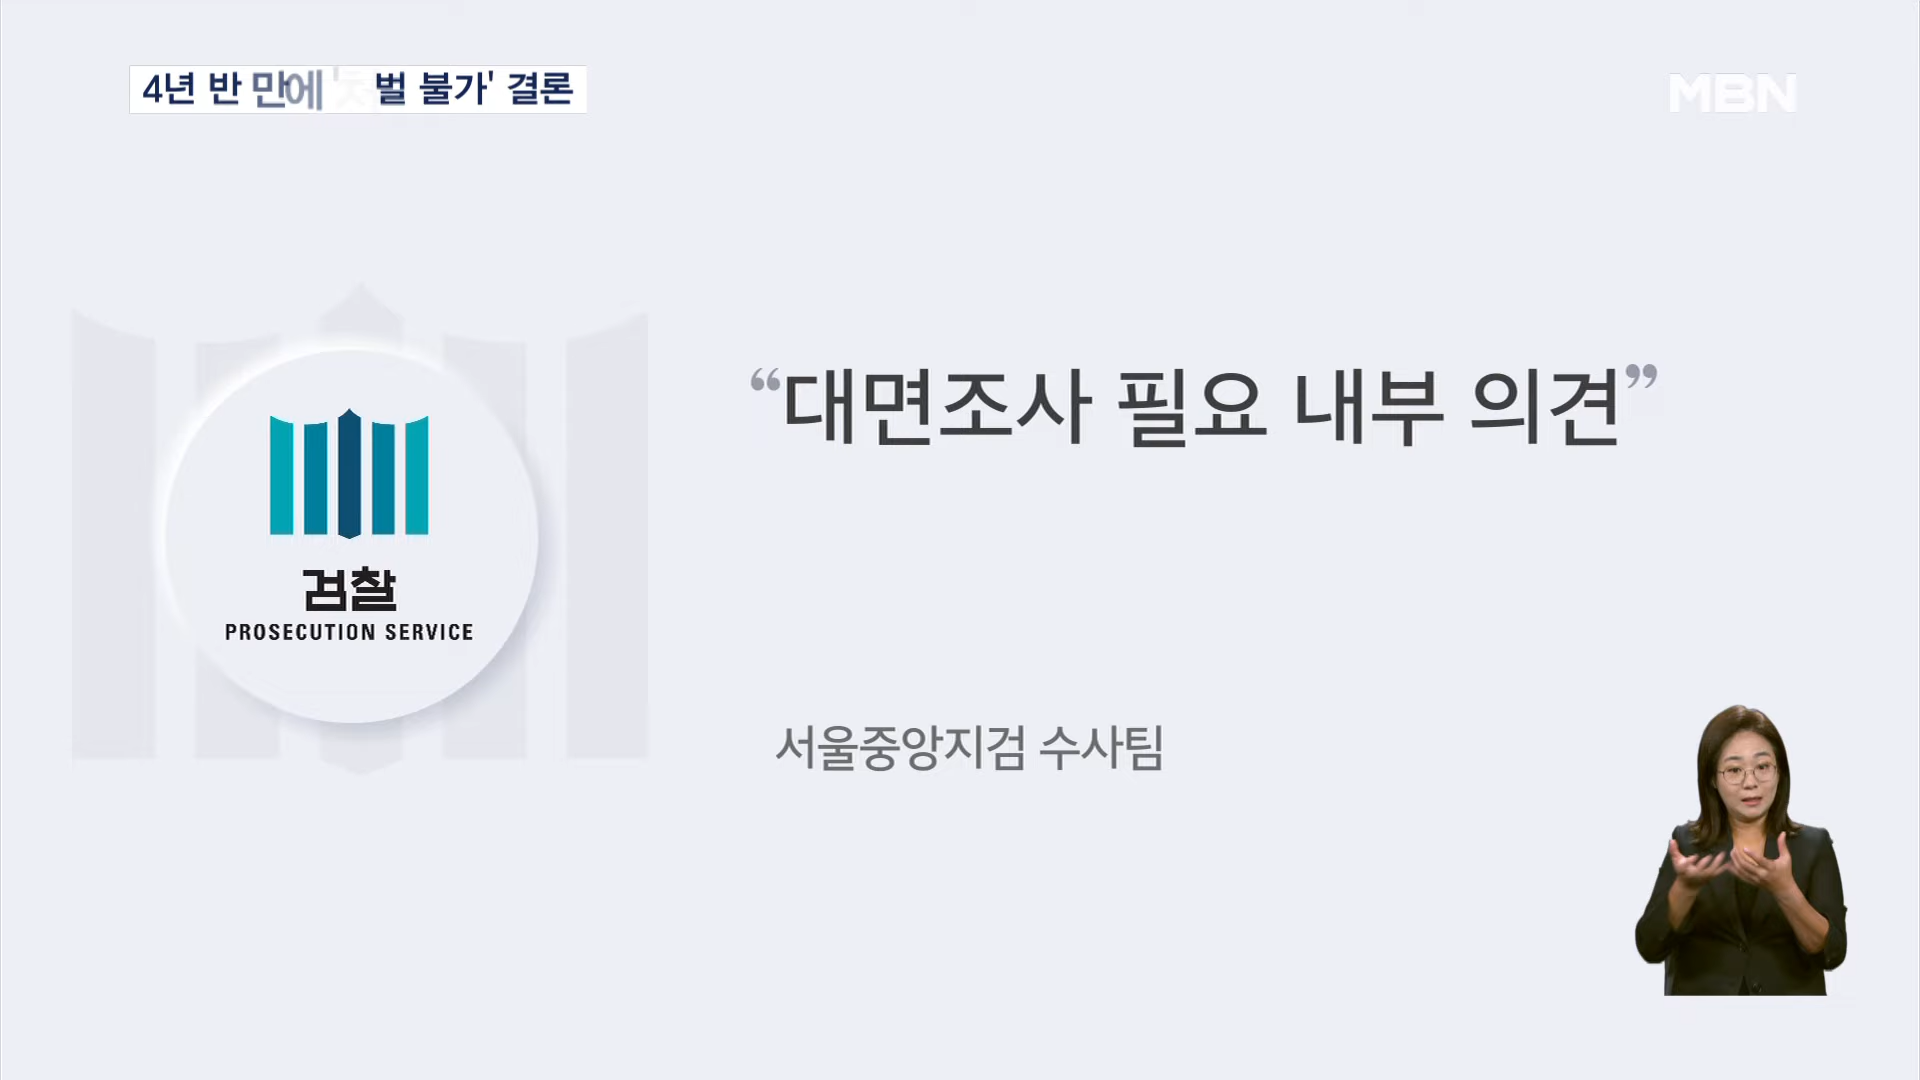 4년 반 만에 '처벌 불가' 결론
MBN
“대면조사 필요 내부 의견”
검찰
PROSECUTION SERVICE
서울중앙지검 수사팀